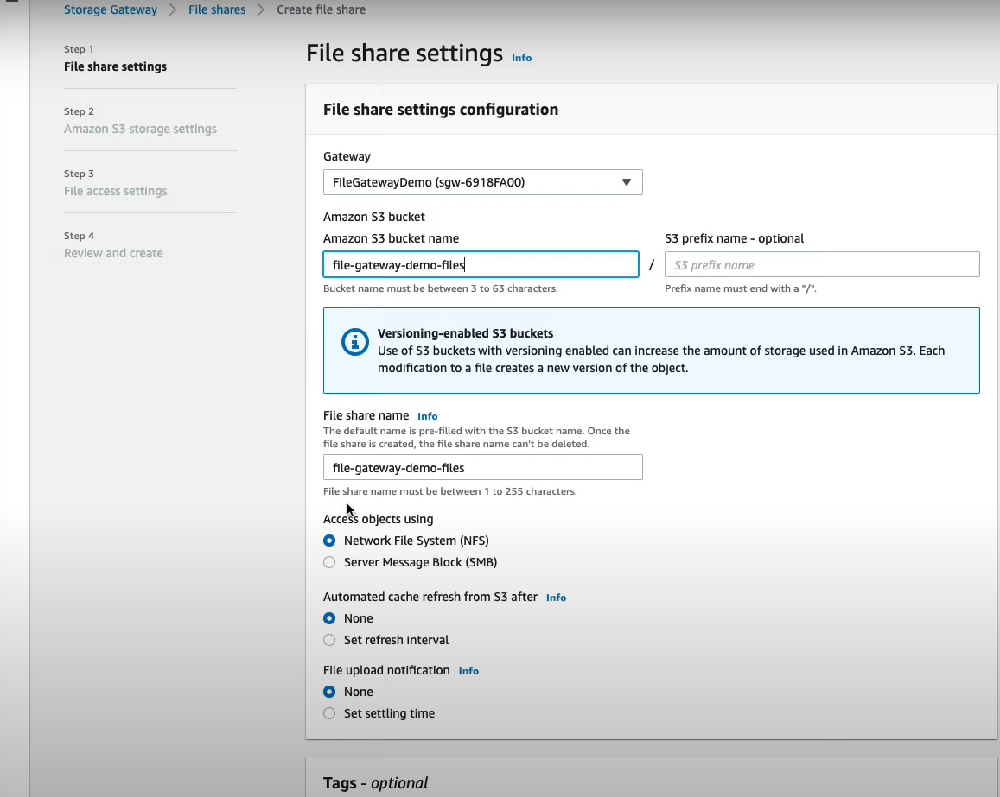 Storage Gateway > File shares > Create file share
Step 1
File share settings
Step 2
Amazon S3 storage settings
Step 3
File access settings
Step 4
Review and create
File share settings Info
File share settings configuration
Gateway
FileGatewayDemo (sgw-6918FA00)
Amazon S3 bucket
Amazon S3 bucket name
file-gateway-demo-files
Bucket name must be between 3 to 63 characters.
/
S3 prefix name - optional
S3 prefix name
Prefix name must end with a "/".
Versioning-enabled S3 buckets
Use of S3 buckets with versioning enabled can increase the amount of storage used in Amazon S3. Each
modification to a file creates a new version of the object.
File share name Info
The default name is pre-filled with the S3 bucket name. Once the
file share is created, the file share name can't be deleted.
file-gateway-demo-files
File share name must be between 1 to 255 characters.
Access objects using
Network File System (NFS)
Server Message Block (SMB)
Automated cache refresh from S3 after Info
None
Set refresh interval
File upload notification Info
None
Set settling time
Tags - optional